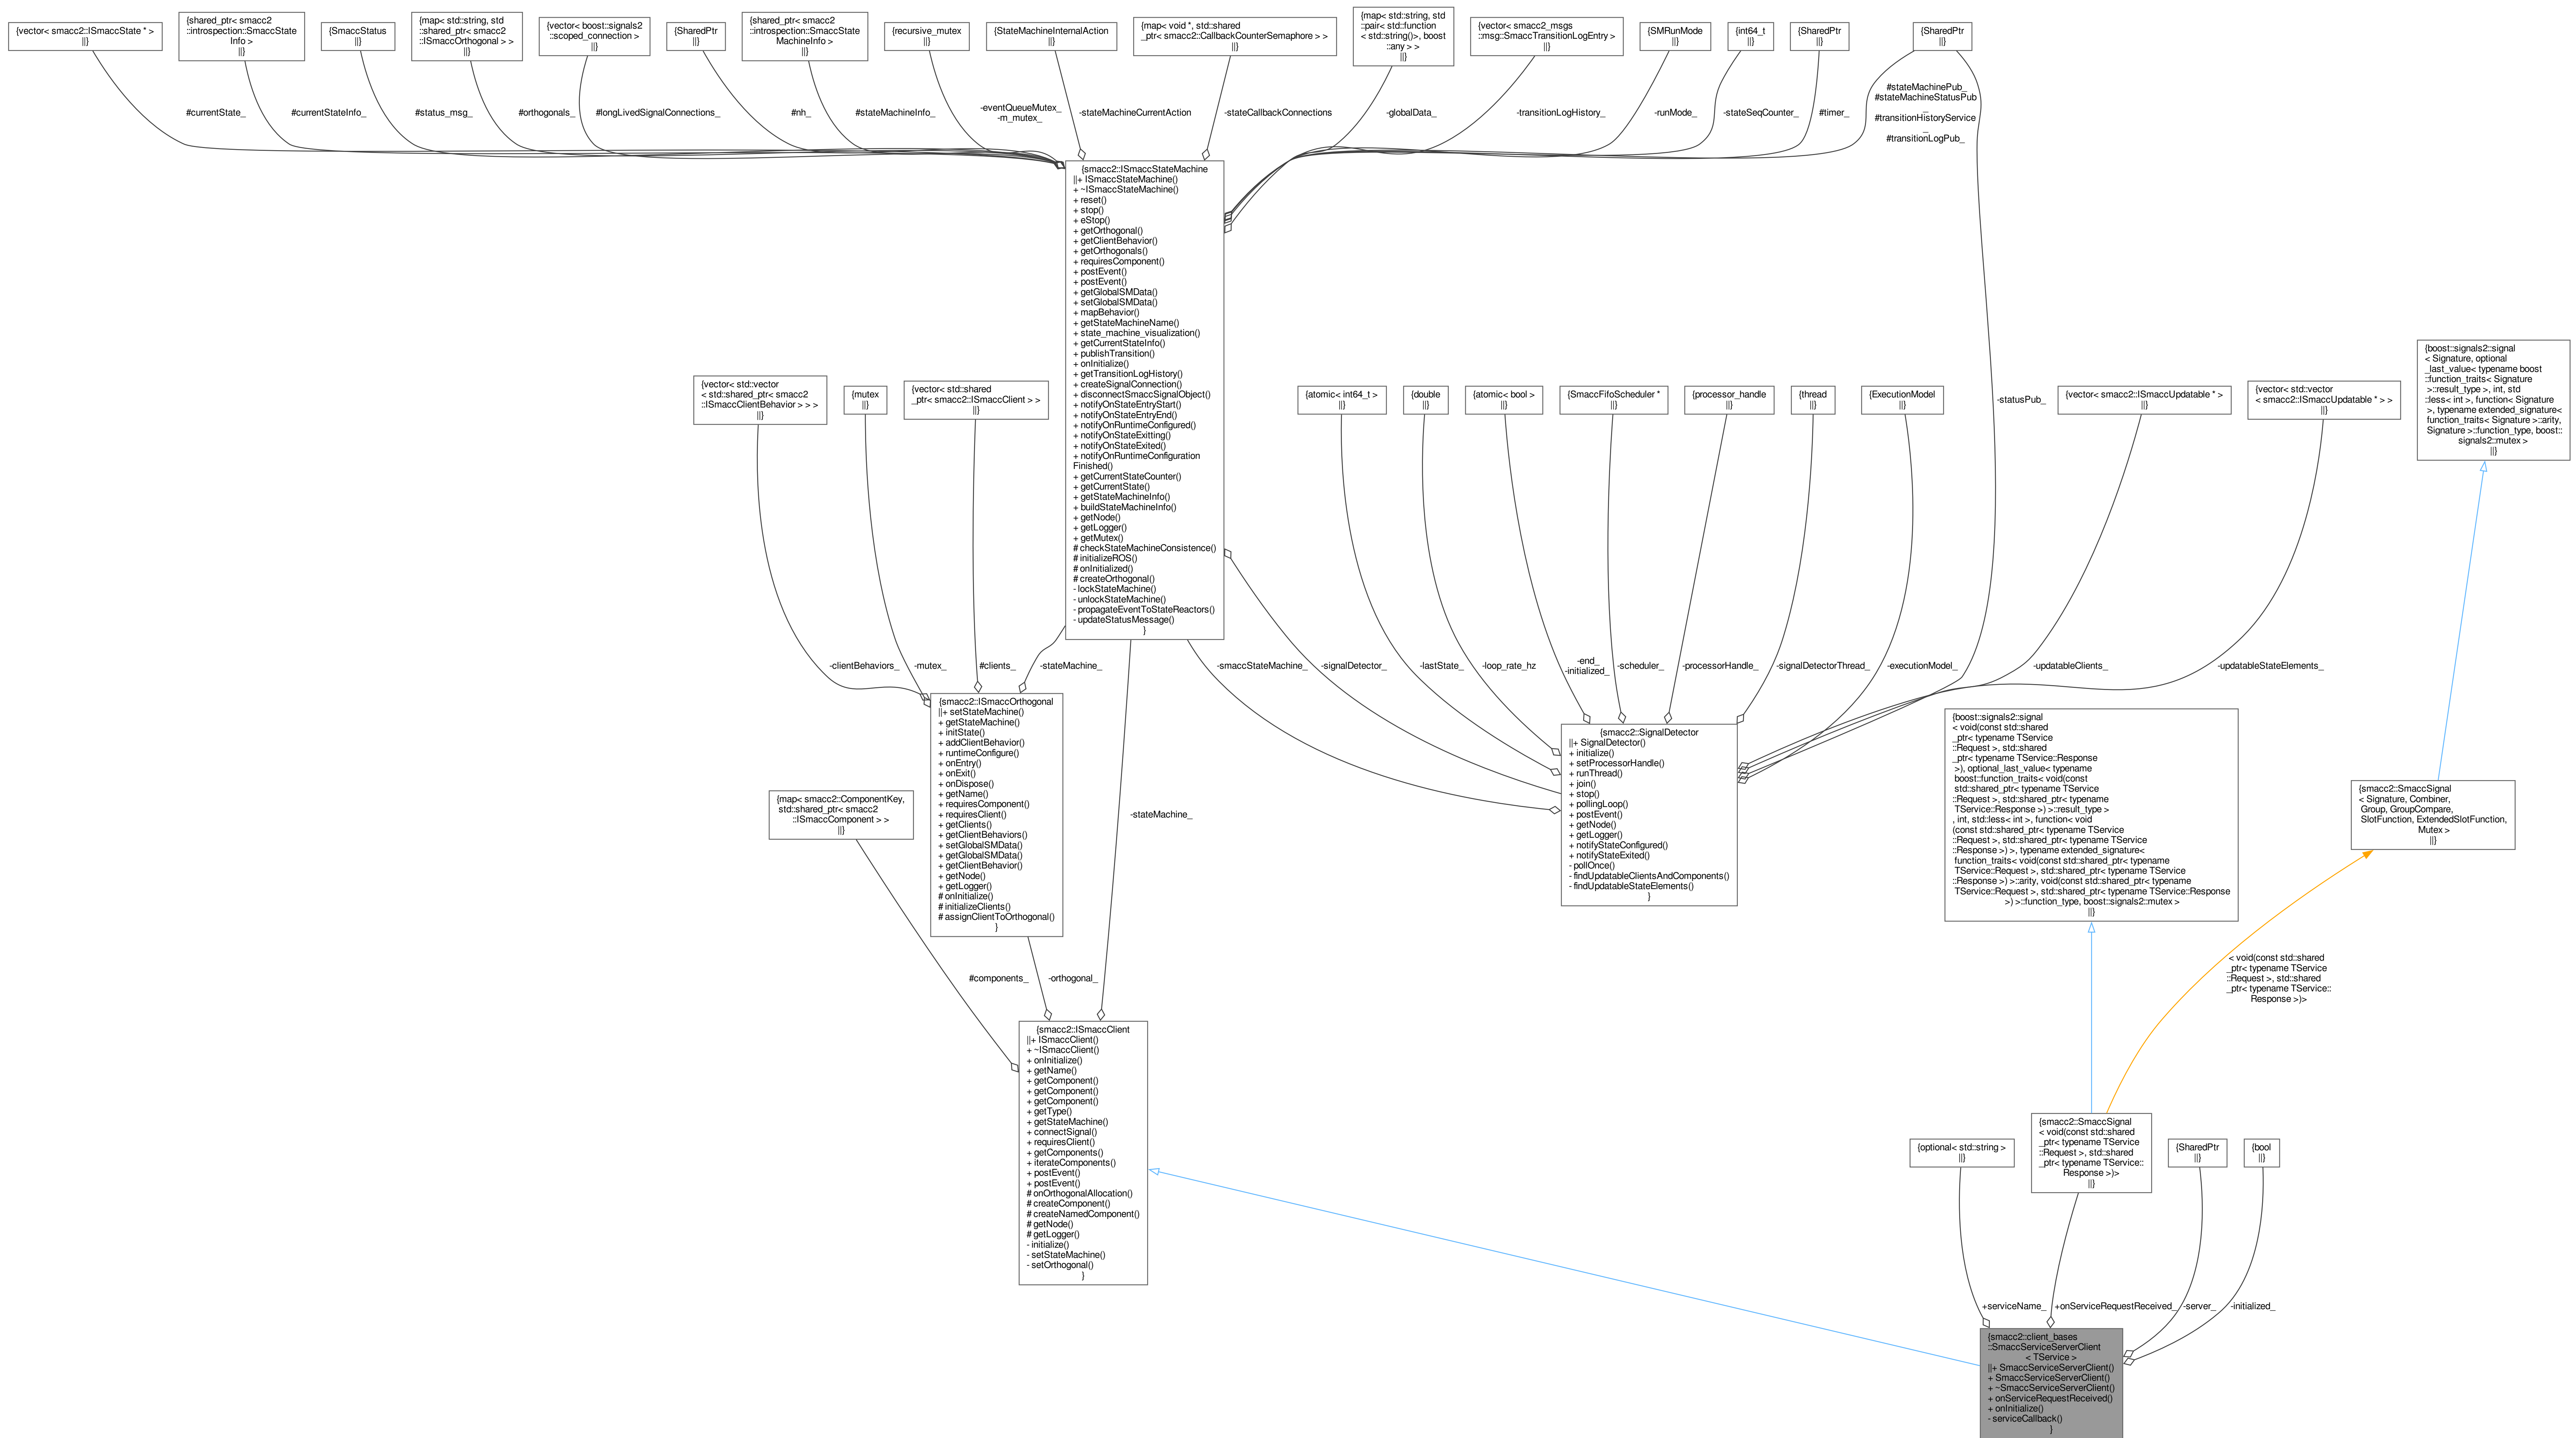 {vector< smacc2::ISmaccState * >
||}
{shared_ptr< smacc2
::introspection::SmaccState
Info >
||}
{SmaccStatus
||}
{map< std::string, std
::shared_ptr< smacc2
::ISmaccOrthogonal > >
||}
{vector< boost::signals2
::scoped_connection >
||}
{SharedPtr
||}
{shared_ptr< smacc2
::introspection::SmaccState
MachineInfo >
||}
{recursive_mutex
||}
{StateMachineInternalAction
||}
{map< void *, std::shared
_ptr< smacc2::CallbackCounterSemaphore > >
||}
{map< std::string, std
::pair< std::function
< std::string()>, boost
::any > >
||}
{vector< smacc2_msgs
::msg::SmaccTransitionLogEntry >
||}
{SMRunMode
||}
{int64_t
||}
{SharedPtr
||}
{SharedPtr
||}
#currentState_
#currentStateInfo_
#status_msg_
#orthogonals_
#longLivedSignalConnections_
#nh_
#stateMachineInfo_
-eventQueueMutex_
-m_mutex_
-stateMachineCurrentAction
-stateCallbackConnections
-globalData_
-transitionLogHistory_
-runMode_
-stateSeqCounter_
#timer_
#stateMachinePub_
#stateMachineStatusPub
_
#transitionHistoryService
_
#transitionLogPub_
{smacc2::ISmaccStateMachine
||+ ISmaccStateMachine()
+ ~ISmaccStateMachine()
+ reset()
+ stop()
+ eStop()
+ getOrthogonal()
+ getClientBehavior()
+ getOrthogonals()
+ requiresComponent()
+ postEvent()
+ postEvent()
+ getGlobalSMData()
+ setGlobalSMData()
+ mapBehavior()
+ getStateMachineName()
+ state_machine_visualization()
+ getCurrentStateInfo()
+ publishTransition()
+ onInitialize()
+ getTransitionLogHistory()
+ createSignalConnection()
+ disconnectSmaccSignalObject()
+ notifyOnStateEntryStart()
+ notifyOnStateEntryEnd()
+ notifyOnRuntimeConfigured()
+ notifyOnStateExitting()
+ notifyOnStateExited()
+ notifyOnRuntimeConfiguration
Finished()
+ getCurrentStateCounter()
+ getCurrentState()
+ getStateMachineInfo()
+ buildStateMachineInfo()
+ getNode()
+ getLogger()
+ getMutex()
# checkStateMachineConsistence()
# initializeROS()
# onInitialized()
# createOrthogonal()
- lockStateMachine()
- unlockStateMachine()
- propagateEventToStateReactors()
- updateStatusMessage()
}
{boost::signals2::signal
< Signature, optional
_last_value< typename boost
::function_traits< Signature
>::result_type >, int, std
::less< int >, function< Signature
>, typename extended_signature<
function_traits< Signature >::arity,
Signature >::function_type, boost::
signals2::mutex >
||}
{vector< std::vector
< std::shared_ptr< smacc2
::ISmaccClientBehavior > > >
||}
{mutex
||}
{vector< std::shared
_ptr< smacc2::ISmaccClient > >
||}
{atomic< int64_t >
||}
{double
||}
{atomic< bool >
||}
{SmaccFifoScheduler *
||}
{processor_handle
||}
{thread
||}
{ExecutionModel
||}
-statusPub_
{vector< smacc2::ISmaccUpdatable * >
||}
{vector< std::vector
< smacc2::ISmaccUpdatable * > >
||}
-clientBehaviors_
-mutex_
#clients_
-stateMachine_
-smaccStateMachine_
-signalDetector_
-lastState_
-loop_rate_hz
-end_
-initialized_
-scheduler_
-processorHandle_
-signalDetectorThread_
-executionModel_
-updatableClients_
-updatableStateElements_
{smacc2::ISmaccOrthogonal
||+ setStateMachine()
+ getStateMachine()
+ initState()
+ addClientBehavior()
+ runtimeConfigure()
+ onEntry()
+ onExit()
+ onDispose()
+ getName()
+ requiresComponent()
+ requiresClient()
+ getClients()
+ getClientBehaviors()
+ setGlobalSMData()
+ getGlobalSMData()
+ getClientBehavior()
+ getNode()
+ getLogger()
# onInitialize()
# initializeClients()
# assignClientToOrthogonal()
}
{smacc2::SignalDetector
||+ SignalDetector()
+ initialize()
+ setProcessorHandle()
+ runThread()
+ join()
+ stop()
+ pollingLoop()
+ postEvent()
+ getNode()
+ getLogger()
+ notifyStateConfigured()
+ notifyStateExited()
- pollOnce()
- findUpdatableClientsAndComponents()
- findUpdatableStateElements()
}
{boost::signals2::signal
< void(const std::shared
_ptr< typename TService
::Request >, std::shared
_ptr< typename TService::Response
>), optional_last_value< typename
boost::function_traits< void(const
std::shared_ptr< typename TService
::Request >, std::shared_ptr< typename
TService::Response >) >::result_type >
, int, std::less< int >, function< void
(const std::shared_ptr< typename TService
::Request >, std::shared_ptr< typename TService
::Response >) >, typename extended_signature<
function_traits< void(const std::shared_ptr< typename
TService::Request >, std::shared_ptr< typename TService
::Response >) >::arity, void(const std::shared_ptr< typename
TService::Request >, std::shared_ptr< typename TService::Response
>) >::function_type, boost::signals2::mutex >
||}
{smacc2::SmaccSignal
< Signature, Combiner,
Group, GroupCompare,
SlotFunction, ExtendedSlotFunction,
Mutex >
||}
{map< smacc2::ComponentKey,
std::shared_ptr< smacc2
::ISmaccComponent > >
||}
-stateMachine_
#components_
-orthogonal_
< void(const std::shared
_ptr< typename TService
::Request >, std::shared
_ptr< typename TService::
Response >)>
{smacc2::ISmaccClient
||+ ISmaccClient()
+ ~ISmaccClient()
+ onInitialize()
+ getName()
+ getComponent()
+ getComponent()
+ getComponent()
+ getType()
+ getStateMachine()
+ connectSignal()
+ requiresClient()
+ getComponents()
+ iterateComponents()
+ postEvent()
+ postEvent()
# onOrthogonalAllocation()
# createComponent()
# createNamedComponent()
# getNode()
# getLogger()
- initialize()
- setStateMachine()
- setOrthogonal()
}
{optional< std::string >
||}
{smacc2::SmaccSignal
< void(const std::shared
_ptr< typename TService
::Request >, std::shared
_ptr< typename TService::
Response >)>
||}
{SharedPtr
||}
{bool
||}
+serviceName_
+onServiceRequestReceived_
-server_
-initialized_
{smacc2::client_bases
::SmaccServiceServerClient
< TService >
||+ SmaccServiceServerClient()
+ SmaccServiceServerClient()
+ ~SmaccServiceServerClient()
+ onServiceRequestReceived()
+ onInitialize()
- serviceCallback()
}